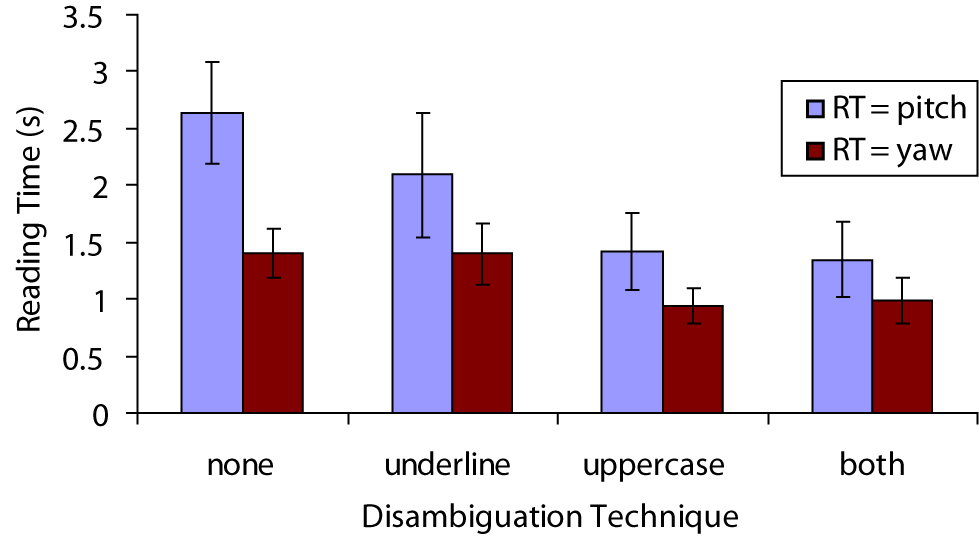 3.5
3
2.5
2
1.5
1
0.5
0
Reading Time (s)
RT = pitch
RT = yaw
none underline uppercase both
Disambiguation Technique